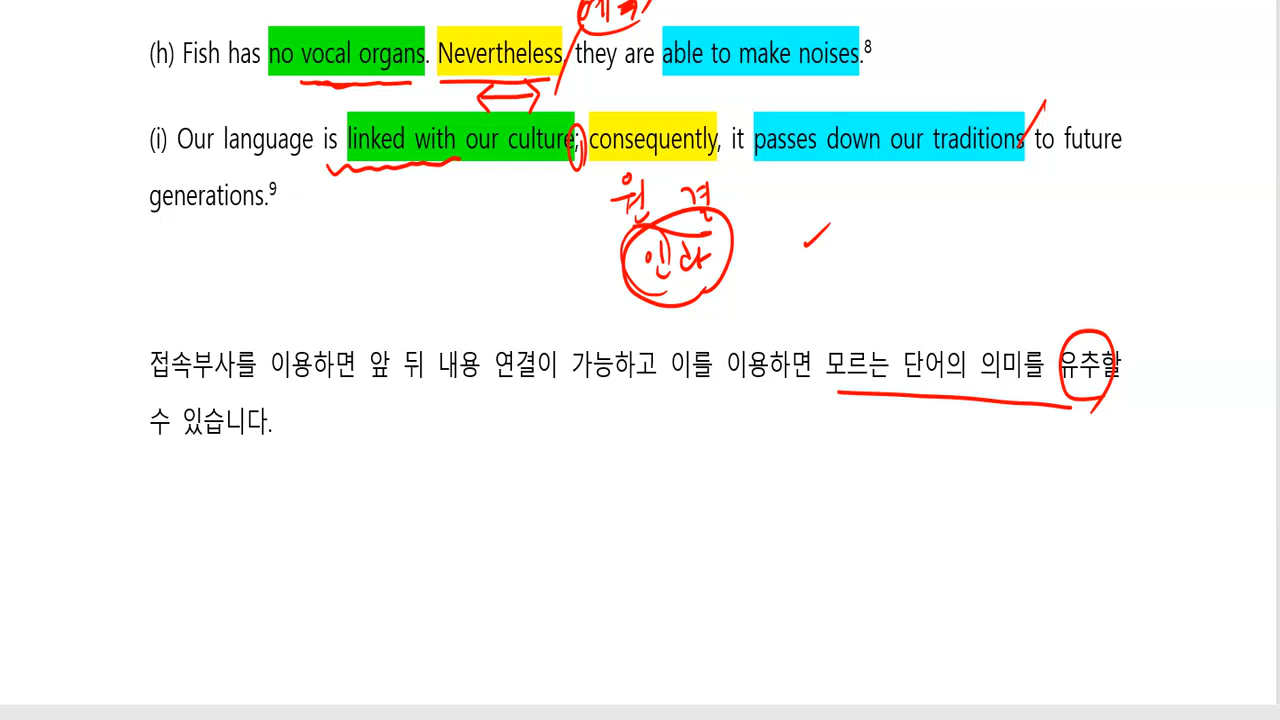 (h) Fish has no vocal organs. Nevertheless, they are able to make noises.⁸
(i) Our language is linked with our culture; consequently, it passes down our traditions to future
generations.⁹
원 결
인과
접속부사를 이용하면 앞 뒤 내용 연결이 가능하고 이를 이용하면 모르는 단어의 의미를 유추할
수 있습니다.